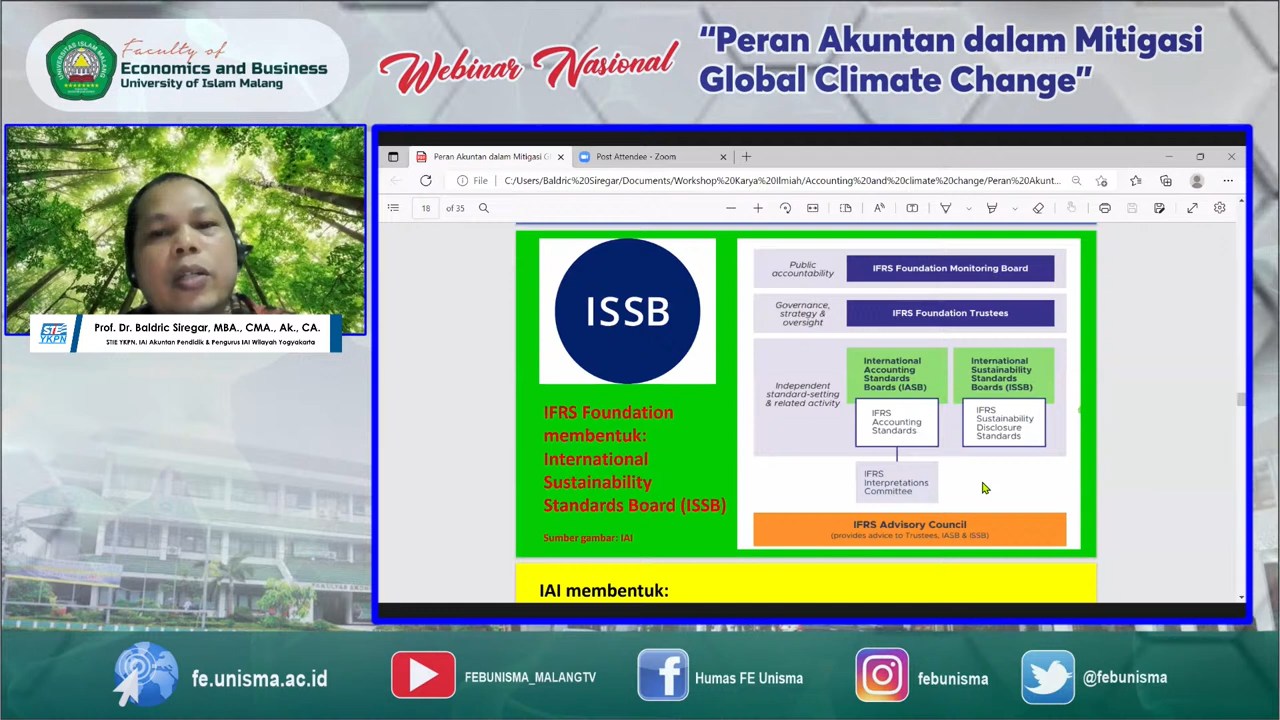 Faculty of
Economics and Business
University of Islam Malang
UNIVERSITAS ISLAM MALANG
Webinar Nasional
“Peran Akuntan dalam Mitigasi
Global Climate Change”
Prof. Dr. Baldric Siregar, MBA., CMA., Ak., CA.
STIE YKPN, IAI Akuntan Pendidik & Pengurus IAI Wilayah Yogyakarta
STIE
YKPN
Peran Akuntan dalam Mitigasi G
Post Attendee - Zoom
File
C:/Users/Baldric%20Siregar/Documents/Workshop%20Karya%20Ilmiah/Accounting%20and%20climate%20change/Peran%20Akunt...
18 of 35
ISSB
IFRS Foundation
membentuk:
International
Sustainability
Standards Board (ISSB)
Sumber gambar: IAI
Public
accountability
IFRS Foundation Monitoring Board
Governance,
strategy &
oversight
IFRS Foundation Trustees
Independent
standard-setting
& related activity
International
Accounting
Standards
Boards (IASB)
International
Sustainability
Standards
Boards (ISSB)
IFRS
Accounting
Standards
IFRS
Sustainability
Disclosure
Standards
IFRS
Interpretations
Committee
IFRS Advisory Council
(provides advice to Trustees, IASB & ISSB)
IAI membentuk:
fe.unisma.ac.id
FEBUNISMA_MALANGTV
Humas FE Unisma
febunisma
@febunisma